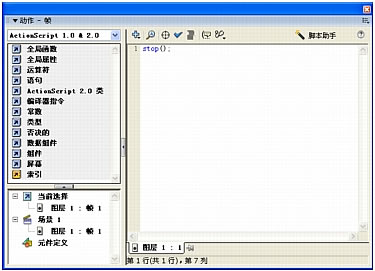 动作 - 帧
ActionScript 1.0 & 2.0
脚本助手
全局函数
全局属性
运算符
语句
ActionScript 2.0 类
编译器指令
常数
类型
否决的
数据组件
组件
屏幕
索引
1 stop();
当前选择
图层 1 : 帧 1
场景 1
图层 1 : 帧 1
元件定义
图层 1 : 1
第 1 行(共 1 行), 第 7 列